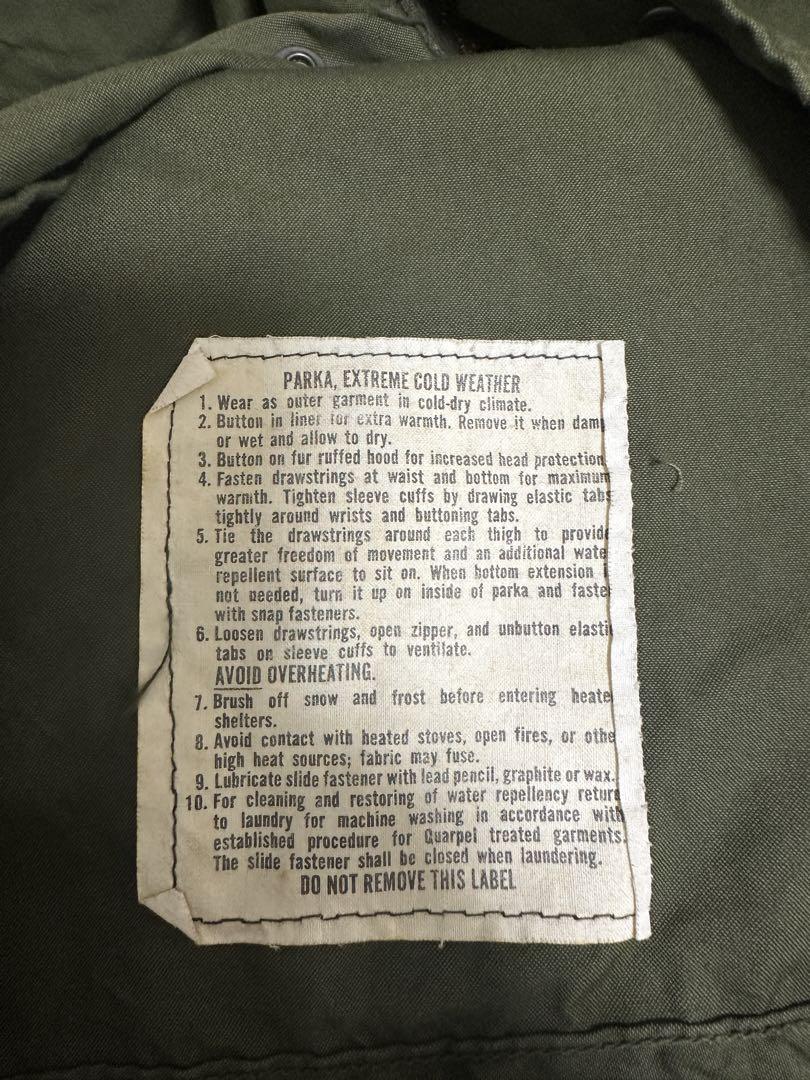 PARKA, EXTREME COLD WEATHER
1. Wear as outer garment in cold-dry climate.
2. Button in liner for extra warmth. Remove it when dam
or wet and allow to dry.
3. Button on fur ruffed hood for increased head protection
4. Fasten drawstrings at waist and bottom for maximum
warmth. Tighten sleeve cuffs by drawing elastic tabs
tightly around wrists and buttoning tabs.
5. Tie the drawstrings around each thigh to provide
greater freedom of movement and an additional wate
repellent surface to sit on. When bottom extension
not needed, turn it up on inside of parka and faste
with snap fasteners.
6. Loosen drawstrings, open zipper, and unbutton elasti
tabs on sleeve cuffs to ventilate.
AVOID OVERHEATING.
7. Brush off snow and frost before entering heate
shelters.
8. Avoid contact with heated stoves, open fires, or othe
high heat sources; fabric may fuse.
9. Lubricate slide fastener with lead pencil, graphite or wax.
10. For cleaning and restoring of water repellency return
to laundry for machine washing in accordance with
established procedure for Quarpel treated garments.
The slide fastener shall be closed when laundering.
DO NOT REMOVE THIS LABEL